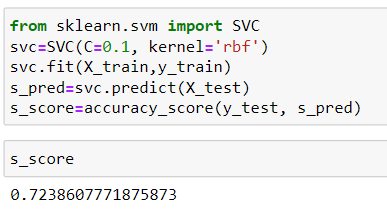 from sklearn.svm import SVC
svc=SVC(C=0.1, kernel='rbf')
svc.fit(X_train,y_train)
s_pred=svc.predict(X_test)
s_score=accuracy_score(y_test, s_pred)
s_score
0.7238607771875873